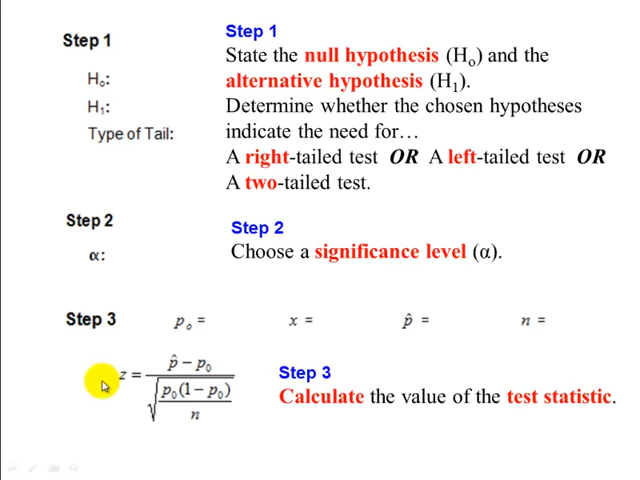 Step 1
H₀:
H₁:
Type of Tail:
Step 1
State the null hypothesis (Hₒ) and the
alternative hypothesis (H₁).
Determine whether the chosen hypotheses
indicate the need for…
A right-tailed test OR A left-tailed test OR
A two-tailed test.
Step 2
α:
Step 2
Choose a significance level (α).
Step 3
pₒ =
x =
p̂ =
n =
z = (p̂ − p₀) / √(p₀(1 − p₀) / n)
Step 3
Calculate the value of the test statistic.